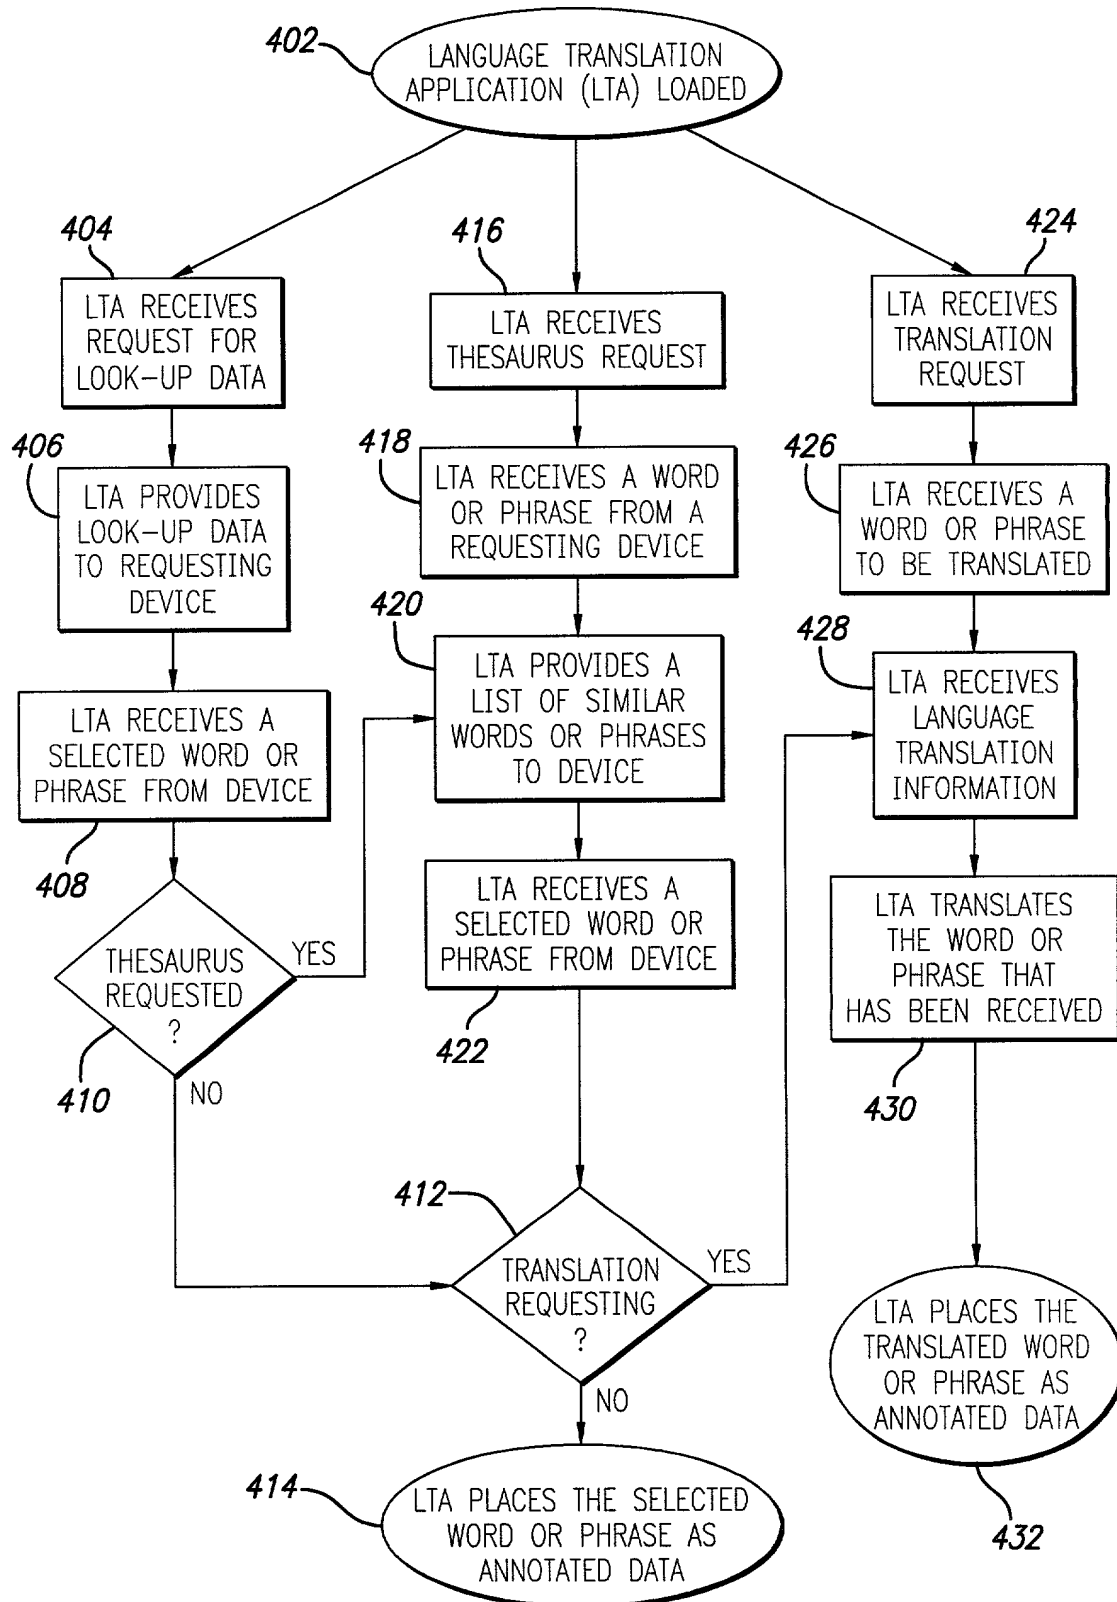 402
LANGUAGE TRANSLATION
APPLICATION (LTA) LOADED
404
LTA RECEIVES
REQUEST FOR
LOOK-UP DATA
406
LTA PROVIDES
LOOK-UP DATA
TO REQUESTING
DEVICE
LTA RECEIVES A
SELECTED WORD OR
PHRASE FROM DEVICE
408
THESAURUS
REQUESTED
?
YES
NO
410
416
LTA RECEIVES
THESAURUS REQUEST
418
LTA RECEIVES A WORD
OR PHRASE FROM A
REQUESTING DEVICE
420
LTA PROVIDES A
LIST OF SIMILAR
WORDS OR PHRASES
TO DEVICE
LTA RECEIVES A
SELECTED WORD OR
PHRASE FROM DEVICE
422
412
TRANSLATION
REQUESTING
?
YES
NO
414
LTA PLACES THE SELECTED
WORD OR PHRASE AS
ANNOTATED DATA
424
LTA RECEIVES
TRANSLATION
REQUEST
426
LTA RECEIVES A
WORD OR PHRASE
TO BE TRANSLATED
428
LTA RECEIVES
LANGUAGE
TRANSLATION
INFORMATION
LTA TRANSLATES
THE WORD OR
PHRASE THAT
HAS BEEN RECEIVED
430
LTA PLACES THE
TRANSLATED WORD
OR PHRASE AS
ANNOTATED DATA
432